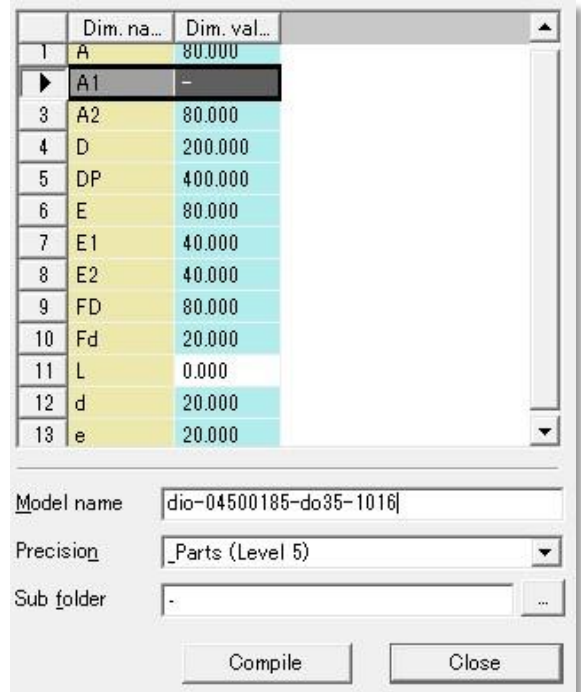 Dim. na... Dim. val...
1 A 80.000
A1 -
3 A2 80.000
4 D 200.000
5 DP 400.000
6 E 80.000
7 E1 40.000
8 E2 40.000
9 FD 80.000
10 Fd 20.000
11 L 0.000
12 d 20.000
13 e 20.000
Model name dio-04500185-do35-1016
Precision _Parts (Level 5)
Sub folder - ...
Compile Close